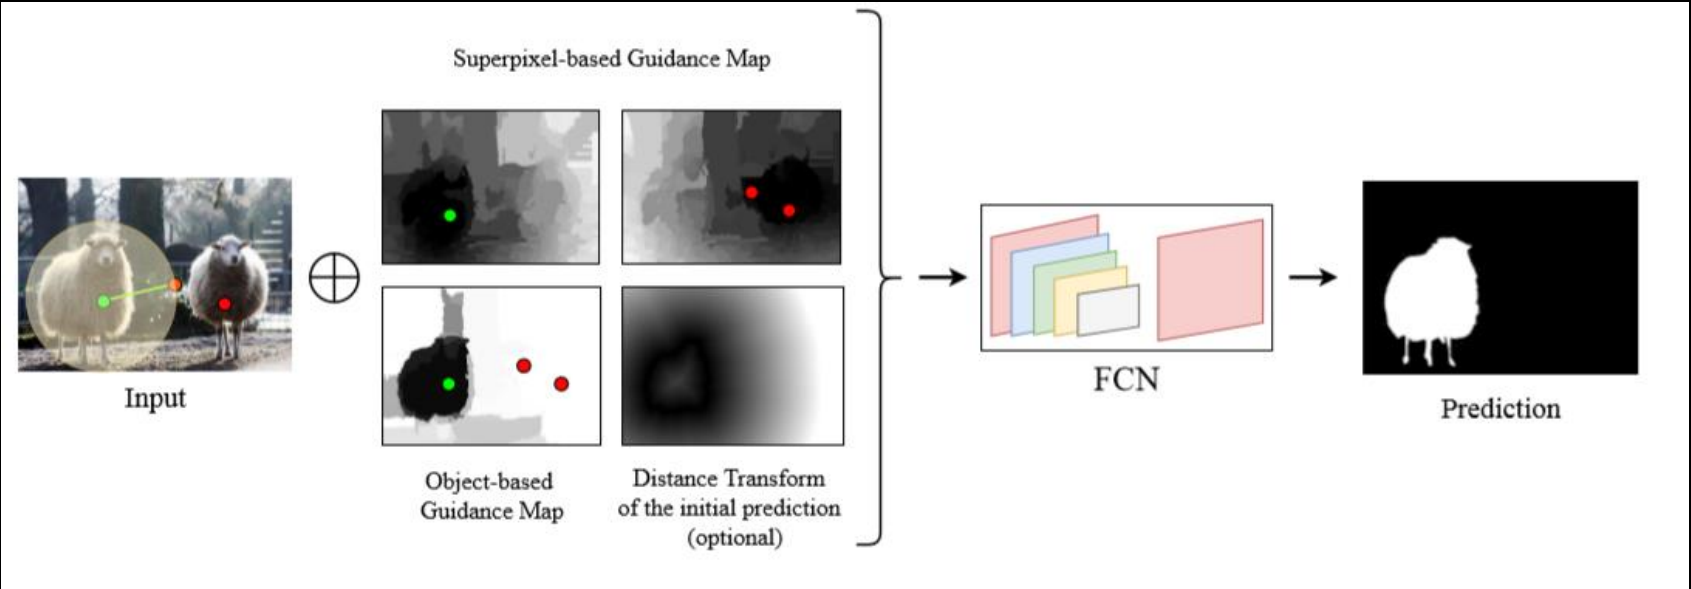 Superpixel-based Guidance Map
Input
Object-based
Guidance Map
Distance Transform
of the initial prediction
(optional)
FCN
Prediction